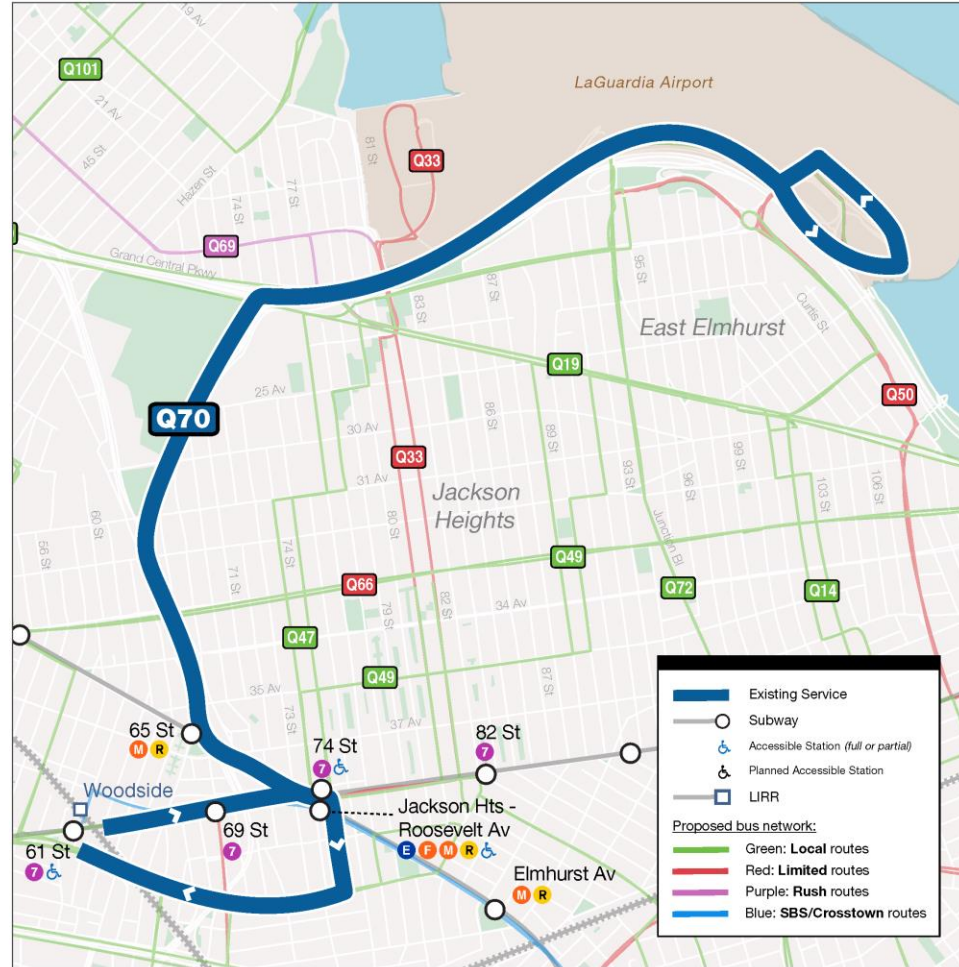 19 Av
Q101
21 Av
45 St
Hazen St
77 St
74 St
81 St
Q33
LaGuardia Airport
Q69
Grand Central Pkwy
83 St
87 St
95 St
Curtis St
East Elmhurst
Q19
Q50
25 Av
Q70
30 Av
86 St
89 St
31 Av
Q33
80 St
Jackson
Heights
93 St
96 St
99 St
103 St
106 St
Junction Bl
60 St
56 St
71 St
74 St
Q66
79 St
82 St
Q49
34 Av
Q72
Q14
Q47
35 Av
Q49
73 St
37 Av
87 St
65 St
M R
74 St
7
82 St
7
Woodside
61 St
7
69 St
7
Jackson Hts -
Roosevelt Av
E F M R
Elmhurst Av
M R
Existing Service
Subway
Accessible Station (full or partial)
Planned Accessible Station
LIRR
Proposed bus network:
Green: Local routes
Red: Limited routes
Purple: Rush routes
Blue: SBS/Crosstown routes